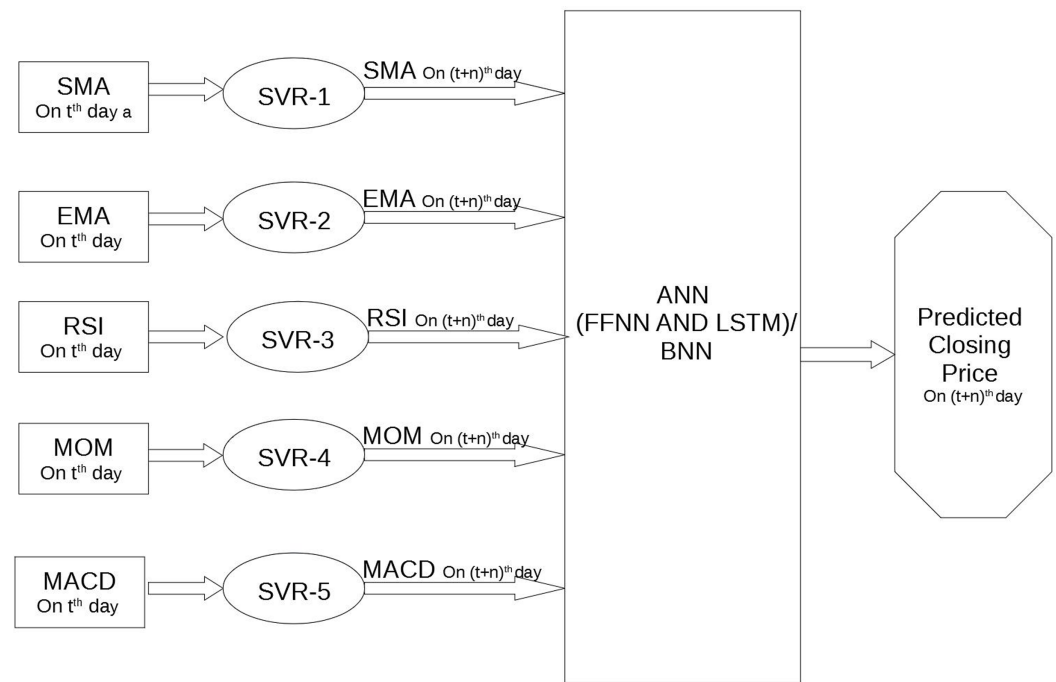 SMA
On tth day a
SVR-1
SMA On (t+n)th day
EMA
On tth day
SVR-2
EMA On (t+n)th day
RSI
On tth day
SVR-3
RSI On (t+n)th day
MOM
On tth day
SVR-4
MOM On (t+n)th day
MACD
On tth day
SVR-5
MACD On (t+n)th day
ANN
(FFNN AND LSTM)/
BNN
Predicted
Closing
Price
On (t+n)th day